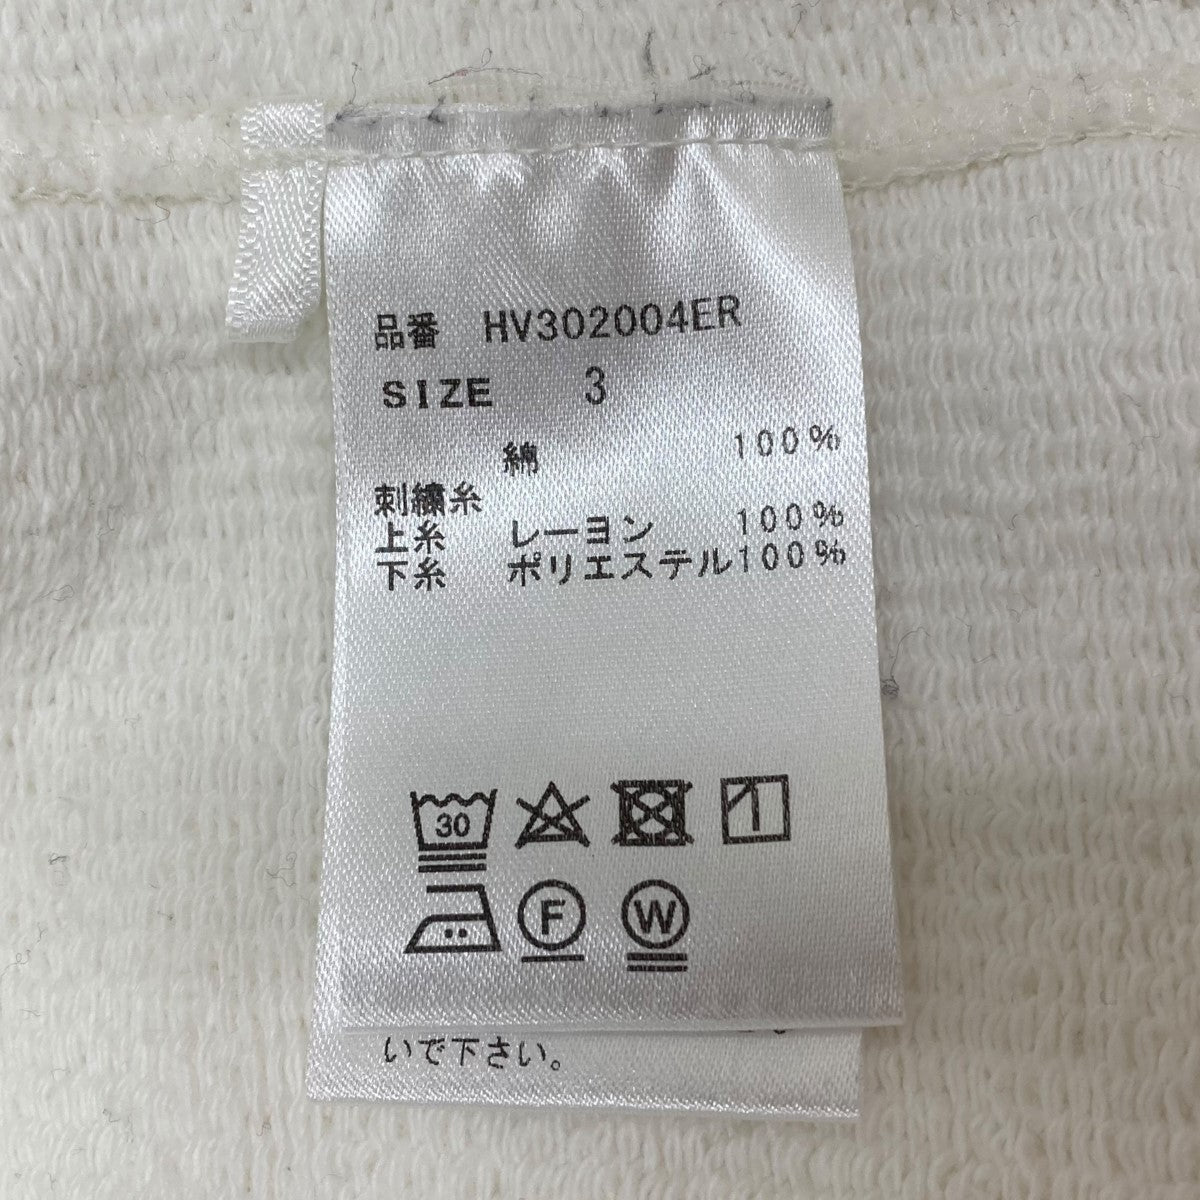 品番 HV302004ER
SIZE 3
綿 100%
刺繍糸
上糸 レーヨン 100%
下糸 ポリエステル100%
30
F W
いで下さい。